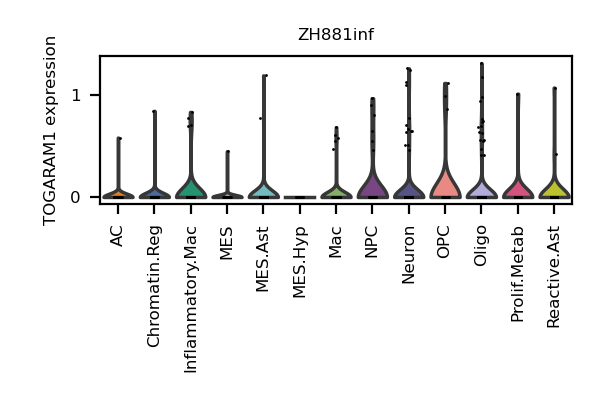 ZH881inf
TOGARAM1 expression
1
0
AC
Chromatin.Reg
Inflammatory.Mac
MES
MES.Ast
MES.Hyp
Mac
NPC
Neuron
OPC
Oligo
Prolif.Metab
Reactive.Ast